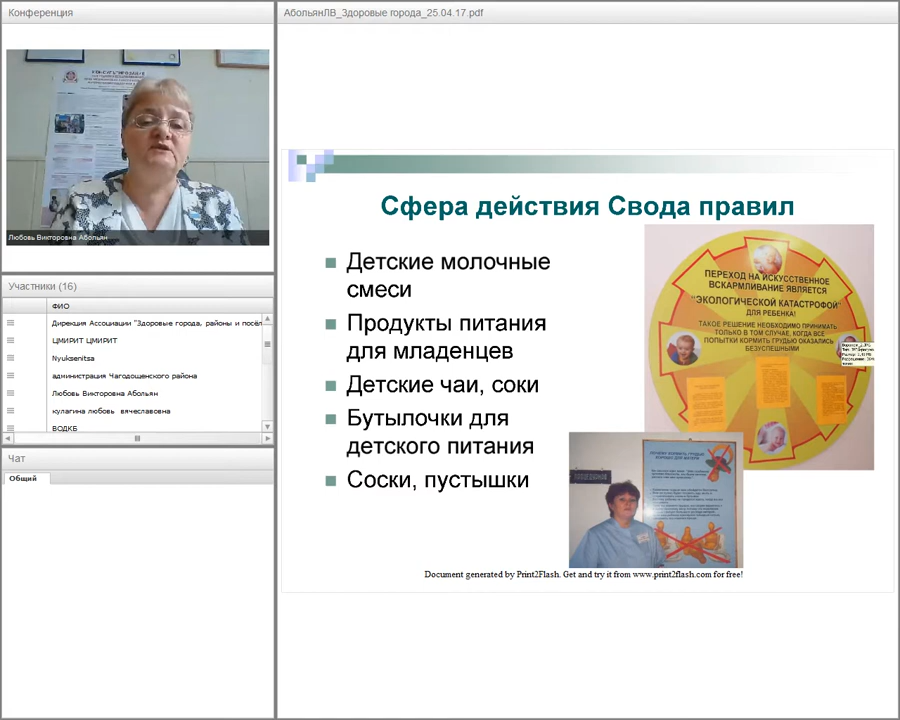 Конференция
АбольянЛВ_Здоровые города_25.04.17.pdf
Любовь Викторовна Абольян
Участники (16)
ФИО
Дирекция Ассоциации "Здоровые города, районы и посёл
ЦМИРИТ ЦМИРИТ
Nyuksenitsa
администрация Чагодощенского района
Любовь Викторовна Абольян
кулагина любовь вячеславовна
ВОДКБ
Чат
Общий
Сфера действия Свода правил
Детские молочные
смеси
Продукты питания
для младенцев
Детские чаи, соки
Бутылочки для
детского питания
Соски, пустышки
ПЕРЕХОД НА ИСКУССТВЕННОЕ
ВСКАРМЛИВАНИЕ ЯВЛЯЕТСЯ
"ЭКОЛОГИЧЕСКОЙ КАТАСТРОФОЙ"
ДЛЯ РЕБЕНКА!
ТАКОЕ РЕШЕНИЕ НЕОБХОДИМО ПРИНИМАТЬ
ТОЛЬКО В ТОМ СЛУЧАЕ, КОГДА ВСЕ
ПОПЫТКИ КОРМИТЬ ГРУДЬЮ ОКАЗАЛИСЬ
БЕЗУСПЕШНЫМИ
Document generated by Print2Flash. Get and try it from www.print2flash.com for free!